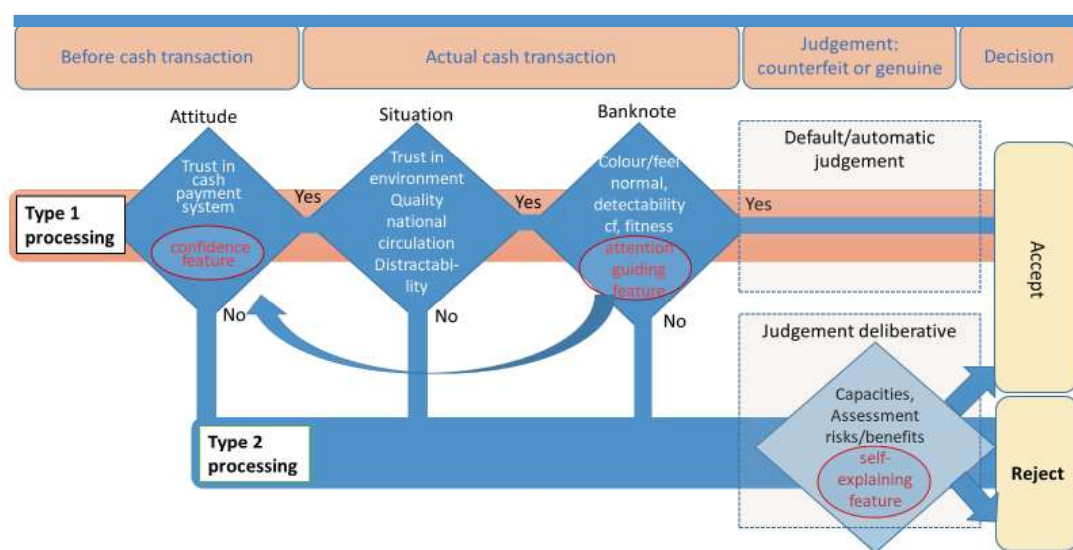 Before cash transaction
Actual cash transaction
Judgement:
counterfeit or genuine
Decision
Attitude
Situation
Banknote
Trust in
cash
payment
system
confidence
feature
Trust in
environment
Quality
national
circulation
Distractabi-
lity
Colour/feel
normal,
detectability
cf, fitness
attention
guiding
feature
Default/automatic
judgement
Type 1
processing
Yes
Yes
Yes
No
No
No
Accept
Judgement deliberative
Capacities,
Assessment
risks/benefits
self-
explaining
feature
Type 2
processing
Reject